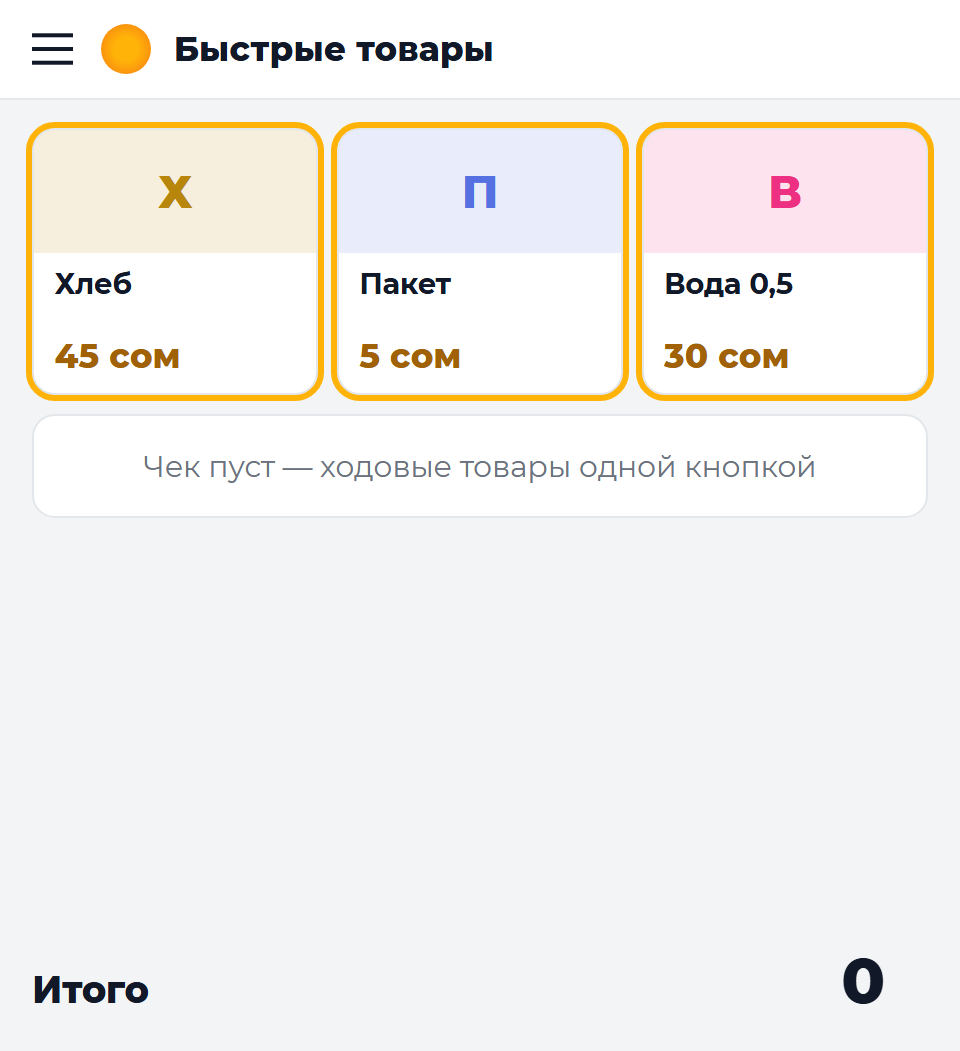 Быстрые товары
Х
П
В
Хлеб
Пакет
Вода 0,5
45 сом
5 сом
30 сом
Чек пуст — ходовые товары одной кнопкой
Итого
0